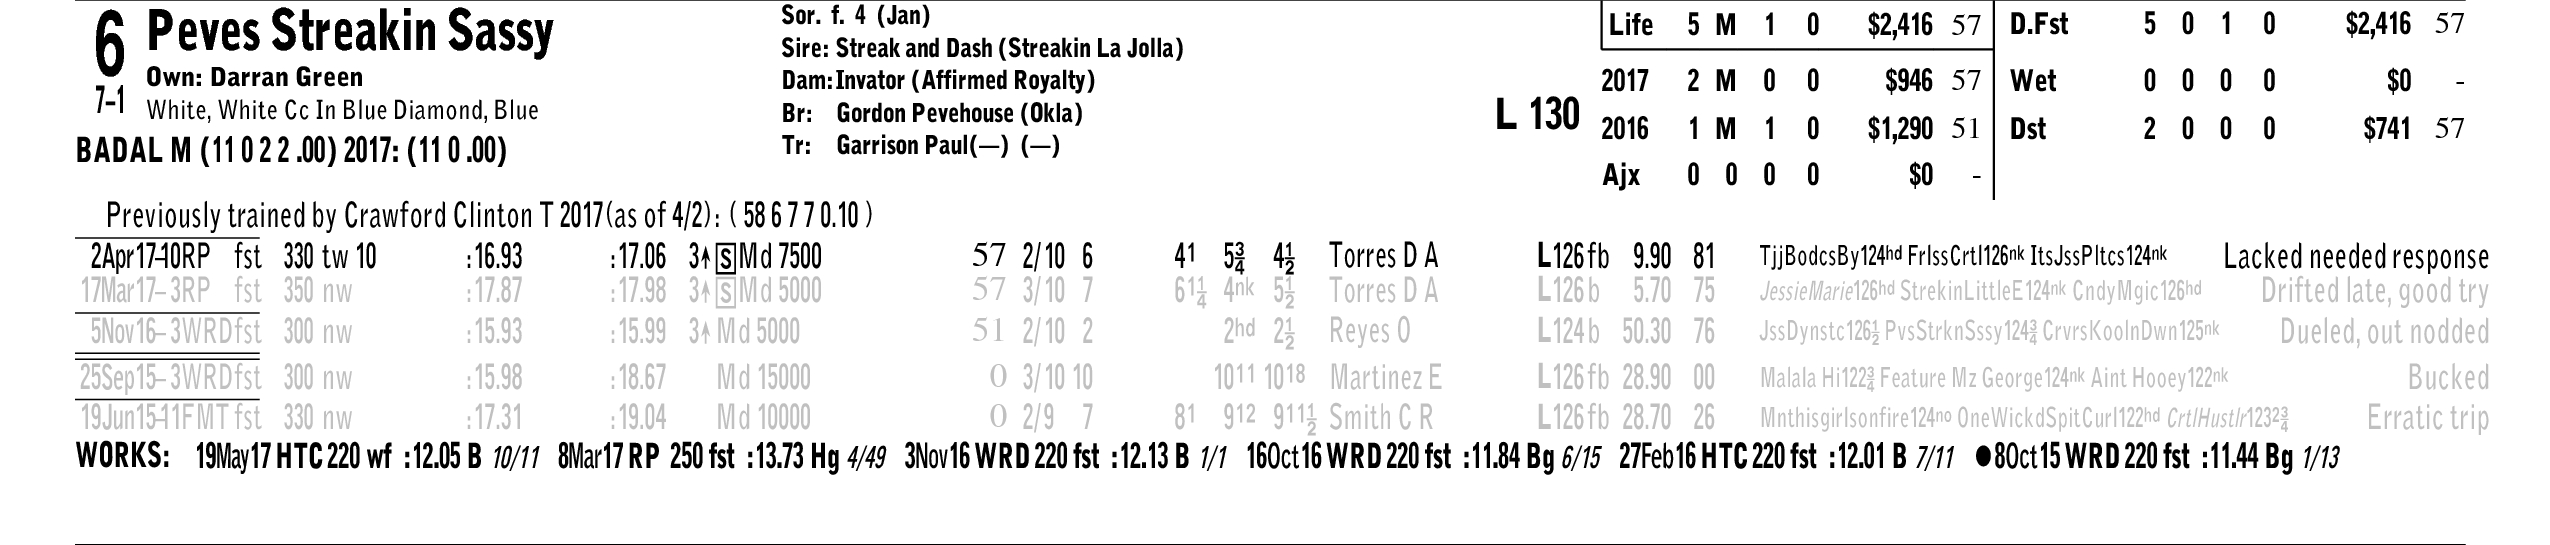 6 Peves Streakin Sassy
Own: Darran Green
7-1 White, White Cc In Blue Diamond, Blue
BADAL M (11 0 2 2 .00) 2017: (11 0 .00)
Sor. f. 4 (Jan)
Sire: Streak and Dash (Streakin La Jolla)
Dam: Invator (Affirmed Royalty)
Br: Gordon Pevehouse (Okla)
Tr: Garrison Paul(—) (—)
L 130
Life 5 M 1 0 $2,416 57
2017 2 M 0 0 $946 57
2016 1 M 1 0 $1,290 51
Ajx 0 0 0 0 $0 -
D.Fst 5 0 1 0 $2,416 57
Wet 0 0 0 0 $0 -
Dst 2 0 0 0 $741 57
Previously trained by Crawford Clinton T 2017(as of 4/2): ( 58 6 7 7 0.10 )
2Apr17-10RP fst 330 tw 10 :16.93 :17.06 3↑ S Md 7500 57 2/10 6 4¹ 5¾ 4½ Torres D A L126 fb 9.90 81 TjjBodcsBy124hd FrlssCrtl126nk ItsJssPltcs124nk Lacked needed response
17Mar17-3RP fst 350 nw :17.87 :17.98 3↑ S Md 5000 57 3/10 7 6¹¼ 4nk 5½ Torres D A L126 b 5.70 75 JessieMarie126hd StrekinLittleE124nk CndyMgic126hd Drifted late, good try
5Nov16-3WRD fst 300 nw :15.93 :15.99 3↑ Md 5000 51 2/10 2 2hd 2½ Reyes O L124 b 50.30 76 JssDynstc126½ PvsStrknSssy124¾ CrvrsKoolnDwn125nk Dueled, out nodded
25Sep15-3WRD fst 300 nw :15.98 :18.67 Md 15000 0 3/10 10 10¹¹ 10¹⁸ Martinez E L126 fb 28.90 00 Malala Hi122¾ Feature Mz George124nk Aint Hooey122nk Bucked
19Jun15-11FMT fst 330 nw :17.31 :19.04 Md 10000 0 2/9 7 8¹ 9¹² 9¹¹½ Smith C R L126 fb 28.70 26 Mnthisgirlsonfire124no OneWickdSpitCurl122hd CrtlHustlr1232¾ Erratic trip
WORKS: 19May17 HTC 220 wf :12.05 B 10/11 8Mar17 RP 250 fst :13.73 Hg 4/49 3Nov16 WRD 220 fst :12.13 B 1/1 16Oct16 WRD 220 fst :11.84 Bg 6/15 27Feb16 HTC 220 fst :12.01 B 7/11 ●8Oct15 WRD 220 fst :11.44 Bg 1/13